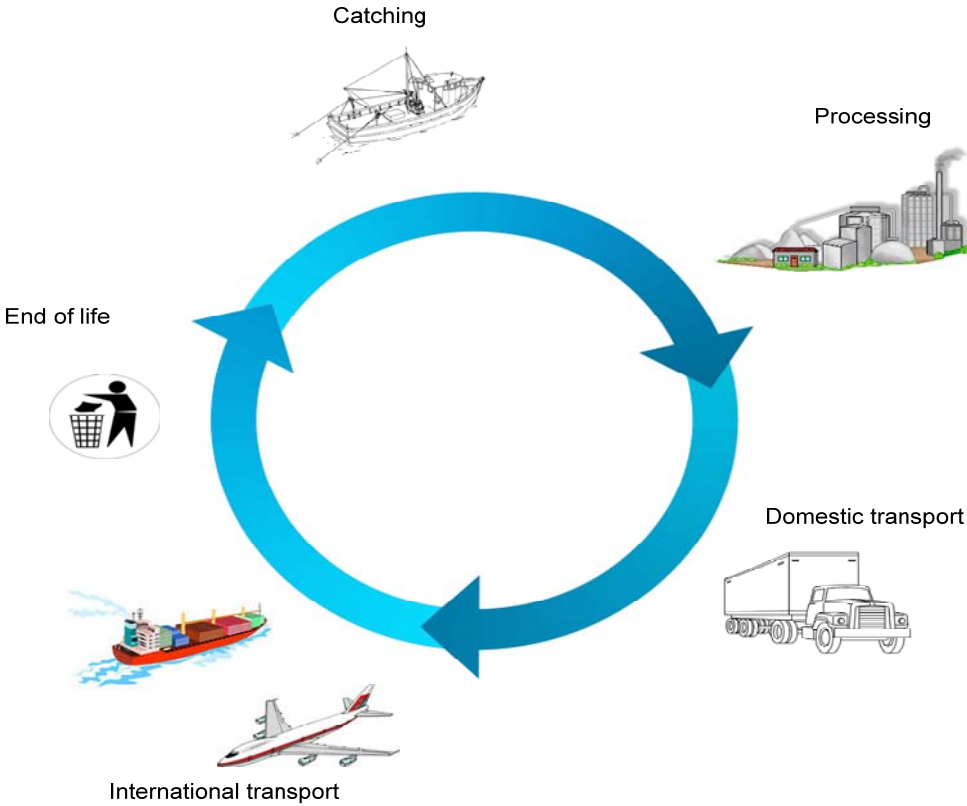 Catching
Processing
End of life
Domestic transport
International transport